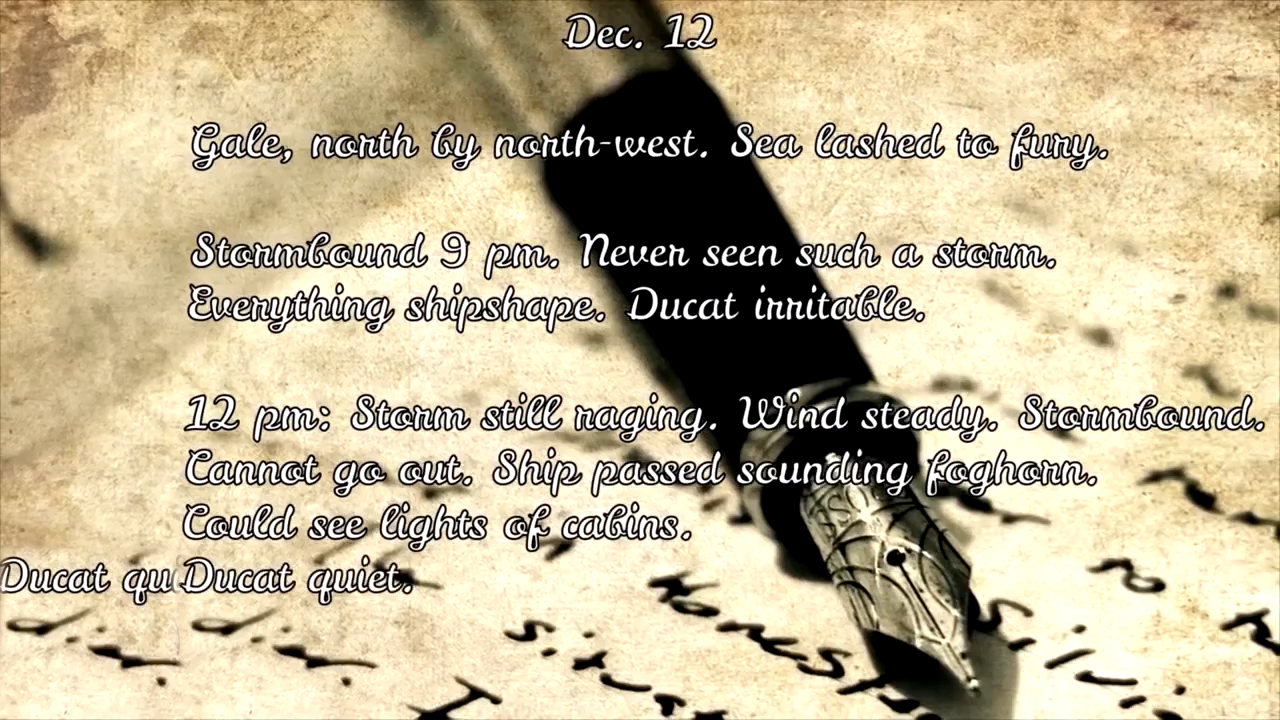 Dec. 12
Gale, north by north-west. Sea lashed to fury.
Stormbound 9 pm. Never seen such a storm.
Everything shipshape. Ducat irritable.
12 pm: Storm still raging. Wind steady. Stormbound.
Cannot go out. Ship passed sounding foghorn.
Could see lights of cabins.
Ducat qu Ducat quiet.